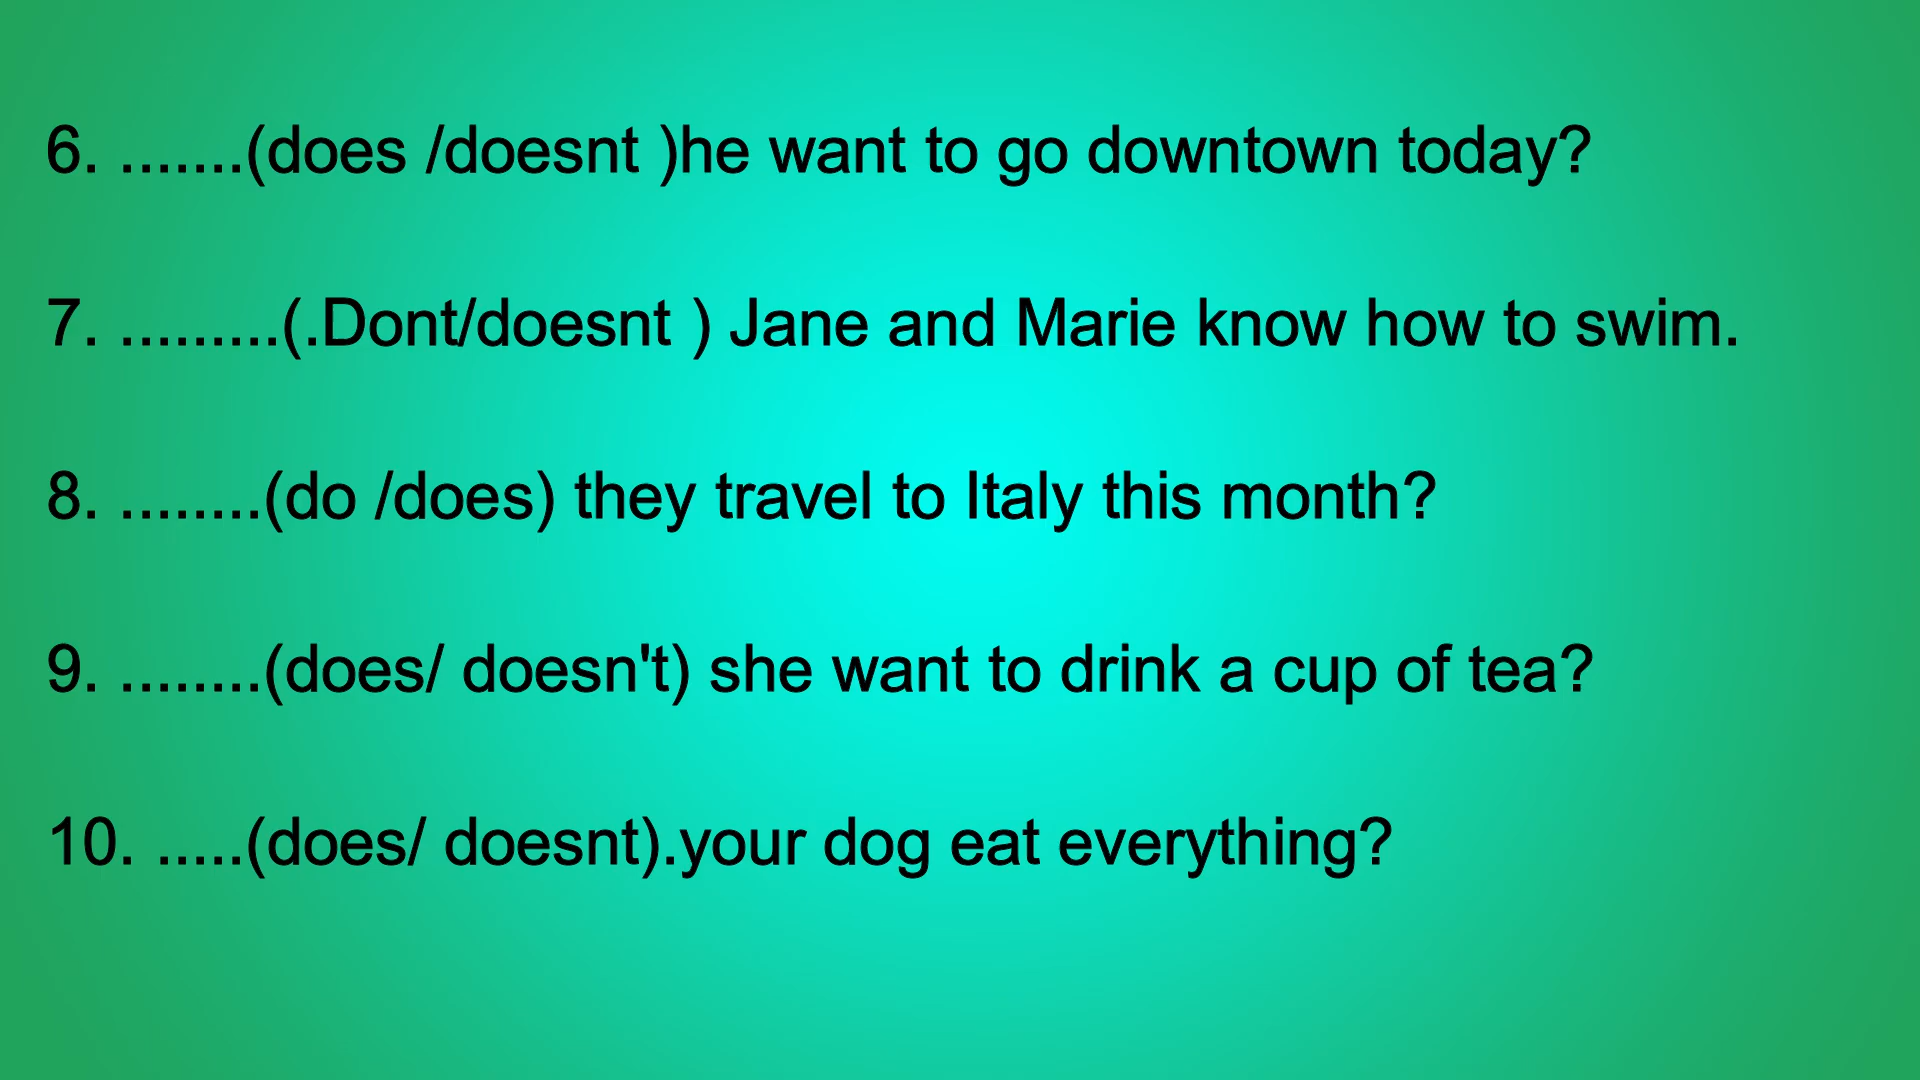 6. .......(does /doesnt )he want to go downtown today?
7. .........(.Dont/doesnt ) Jane and Marie know how to swim.
8. ........(do /does) they travel to Italy this month?
9. ........(does/ doesn't) she want to drink a cup of tea?
10. .....(does/ doesnt).your dog eat everything?